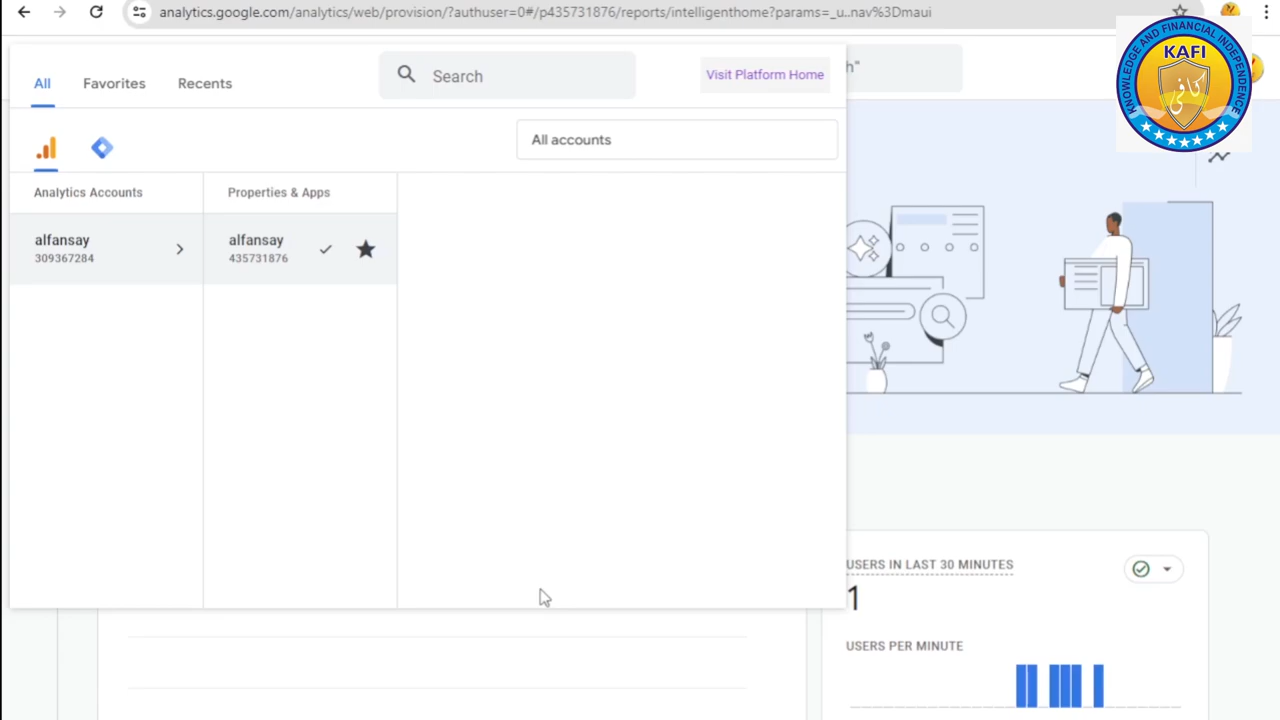 analytics.google.com/analytics/web/provision/?authuser=0#/p435731876/reports/intelligenthome?params=_u..nav%3Dmaui
All
Favorites
Recents
Search
Visit Platform Home
h"
KNOWLEDGE AND FINANCIAL INDEPENDENCE
KAFI
كافي
All accounts
Analytics Accounts
Properties & Apps
alfansay
309367284
alfansay
435731876
USERS IN LAST 30 MINUTES
1
USERS PER MINUTE